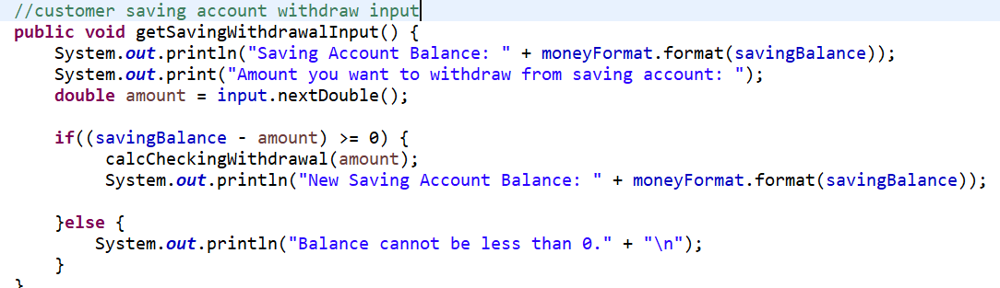 //customer saving account withdraw input
public void getSavingWithdrawalInput() {
System.out.println("Saving Account Balance: " + moneyFormat.format(savingBalance));
System.out.print("Amount you want to withdraw from saving account: ");
double amount = input.nextDouble();
if((savingBalance - amount) >= 0) {
calcCheckingWithdrawal(amount);
System.out.println("New Saving Account Balance: " + moneyFormat.format(savingBalance));
}else {
System.out.println("Balance cannot be less than 0." + "\n");
}
}